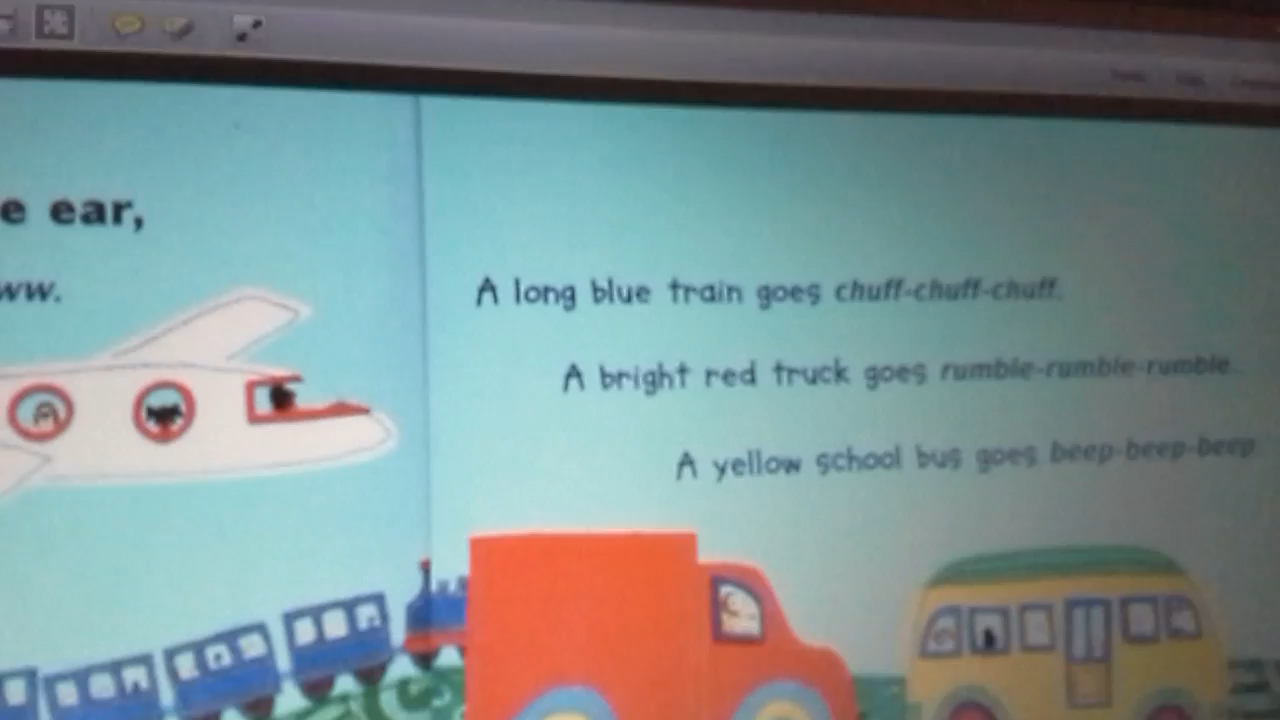 e ear,
ww.
A long blue train goes chuff-chuff-chuff.
A bright red truck goes rumble-rumble-rumble.
A yellow school bus goes beep-beep-beep